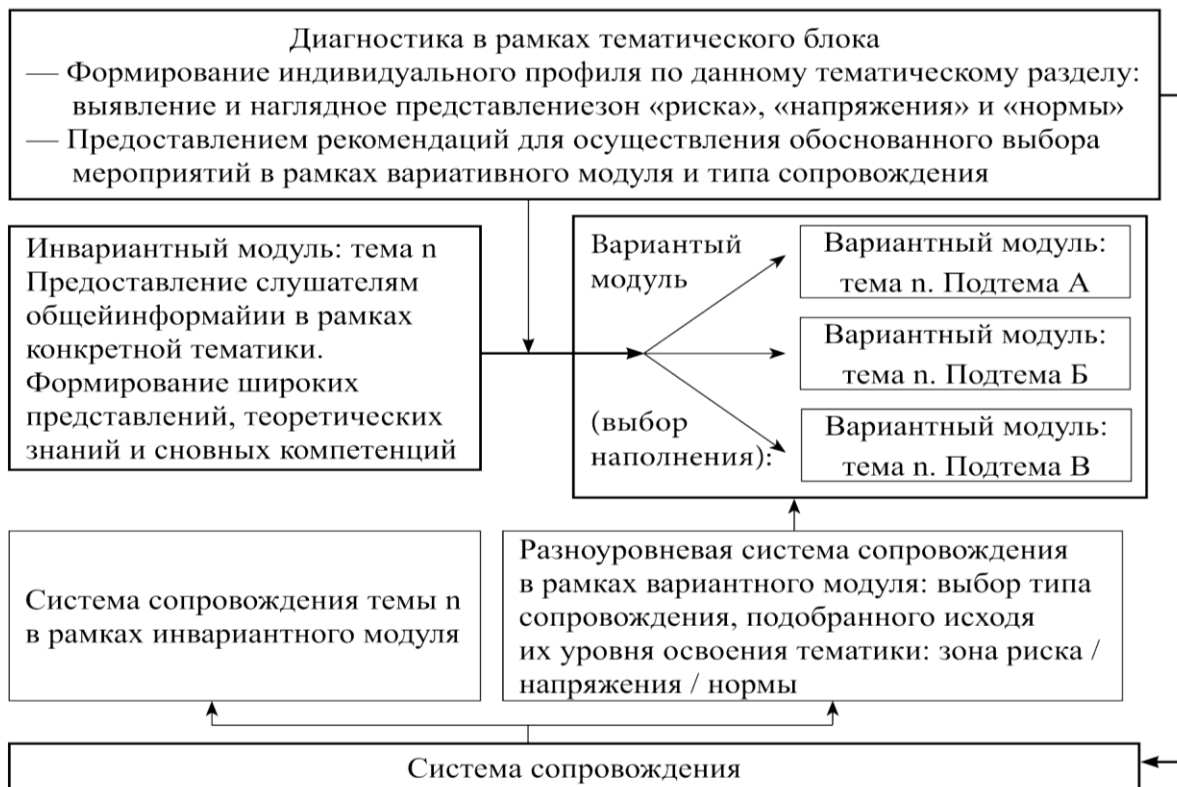 Диагностика в рамках тематического блока
— Формирование индивидуального профиля по данному тематическому разделу:
выявление и наглядное представлениезон «риска», «напряжения» и «нормы»
— Предоставлением рекомендаций для осуществления обоснованного выбора
мероприятий в рамках вариативного модуля и типа сопровождения
Инвариантный модуль: тема n
Предоставление слушателям
общейинформайии в рамках
конкретной тематики.
Формирование широких
представлений, теоретических
знаний и сновных компетенций
Вариантый
модуль
(выбор
наполнения):
Вариантный модуль:
тема n. Подтема А
Вариантный модуль:
тема n. Подтема Б
Вариантный модуль:
тема n. Подтема В
Система сопровождения темы n
в рамках инвариантного модуля
Разноуровневая система сопровождения
в рамках вариантного модуля: выбор типа
сопровождения, подобранного исходя
их уровня освоения тематики: зона риска /
напряжения / нормы
Система сопровождения